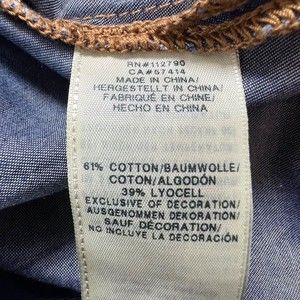 RN#112790
CA#57414
MADE IN CHINA/
HERGESTELLT IN CHINA/
FABRIQUÉ EN CHINE/
HECHO EN CHINA
61% COTTON/BAUMWOLLE/
COTON/ALGODÓN
39% LYOCELL
EXCLUSIVE OF DECORATION/
AUSGENOMMEN DEKORATION/
SAUF DÉCORATION/
NO INCLUYE LA DECORACIÓN